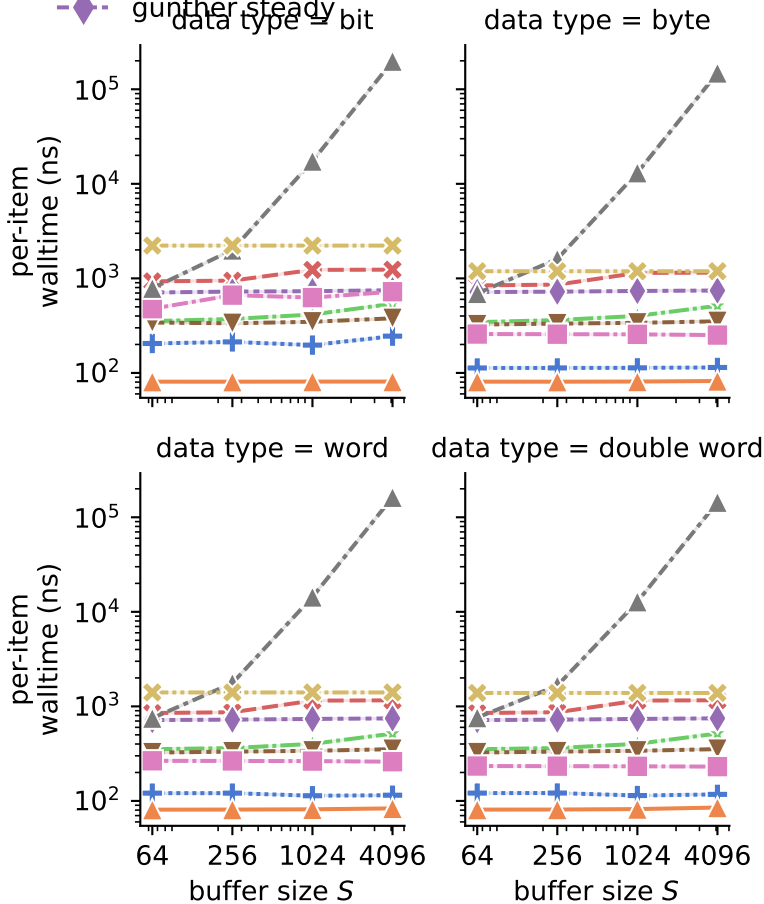 gunther steady
data type = bit
data type = byte
per-item
walltime (ns)
10^5
10^4
10^3
10^2
data type = word
data type = double word
per-item
walltime (ns)
10^5
10^4
10^3
10^2
64 256 1024 4096
64 256 1024 4096
buffer size S
buffer size S